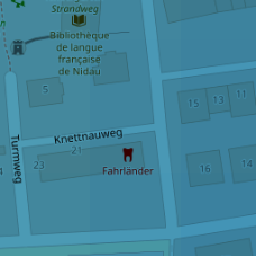 Strandweg
Bibliothèque
de langue
française
de Nidau
5
15
13
11
Knettnauweg
21
Turmweg
23
Fahrländer
16
14